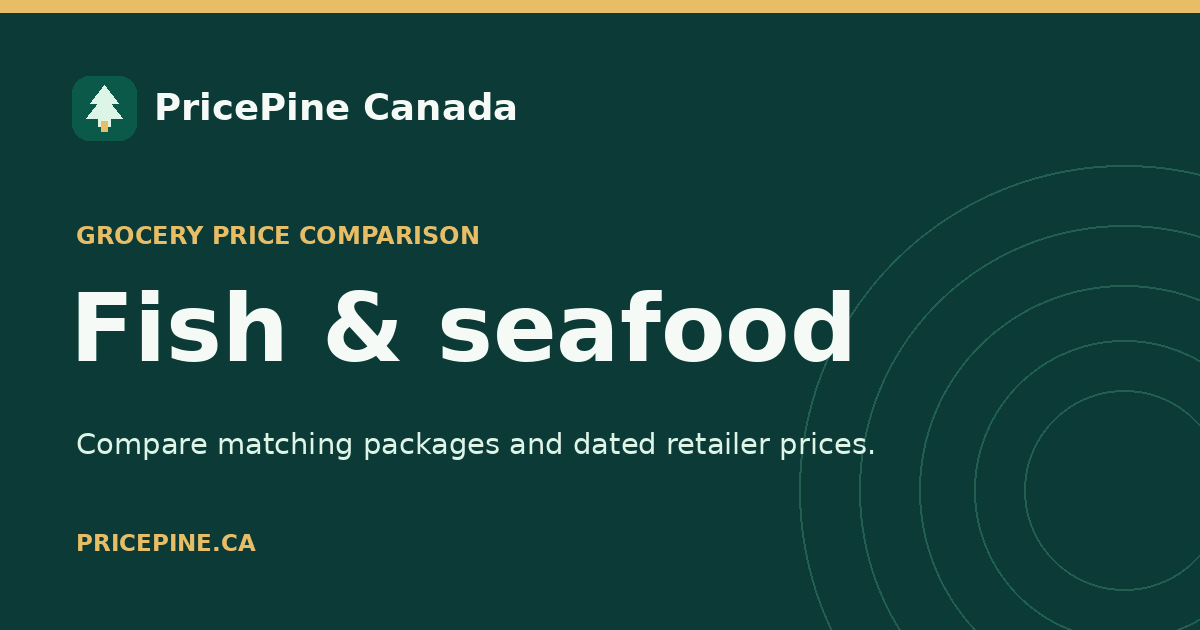 PricePine Canada
GROCERY PRICE COMPARISON
Fish & seafood
Compare matching packages and dated retailer prices.
PRICEPINE.CA